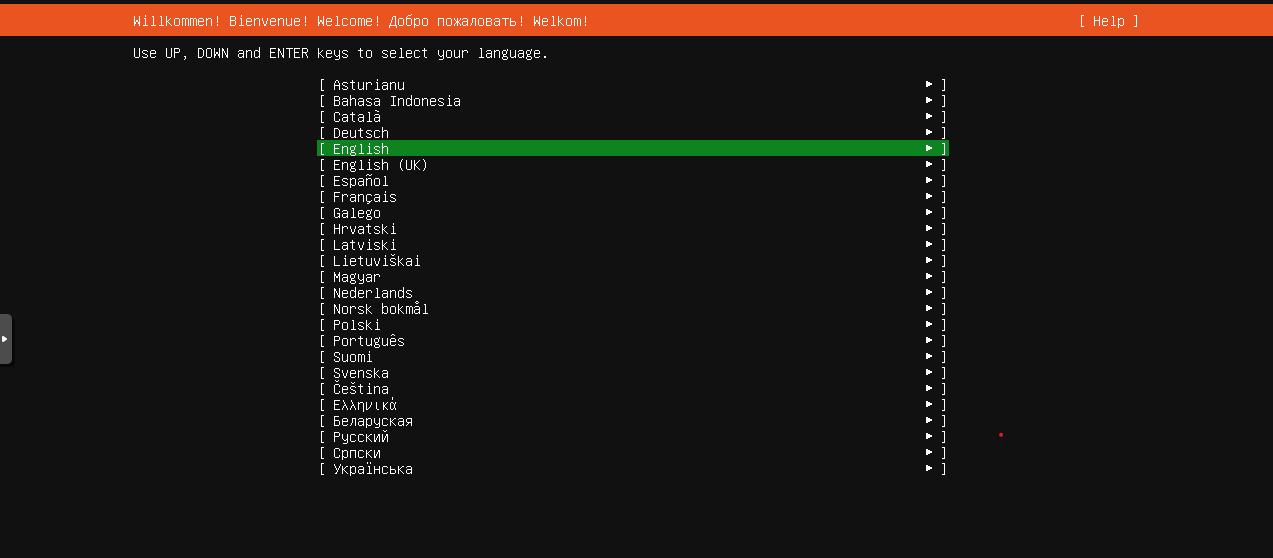 Willkommen! Bienvenue! Welcome! Добро пожаловать! Welkom! [ Help ]
Use UP, DOWN and ENTER keys to select your language.
[ Asturianu ▸ ]
[ Bahasa Indonesia ▸ ]
[ Català ▸ ]
[ Deutsch ▸ ]
[ English ▸ ]
[ English (UK) ▸ ]
[ Español ▸ ]
[ Français ▸ ]
[ Galego ▸ ]
[ Hrvatski ▸ ]
[ Latviski ▸ ]
[ Lietuviškai ▸ ]
[ Magyar ▸ ]
[ Nederlands ▸ ]
[ Norsk bokmål ▸ ]
[ Polski ▸ ]
[ Português ▸ ]
[ Suomi ▸ ]
[ Svenska ▸ ]
[ Čeština ▸ ]
[ Ελληνικά ▸ ]
[ Беларуская ▸ ]
[ Русский ▸ ]
[ Српски ▸ ]
[ Українська ▸ ]